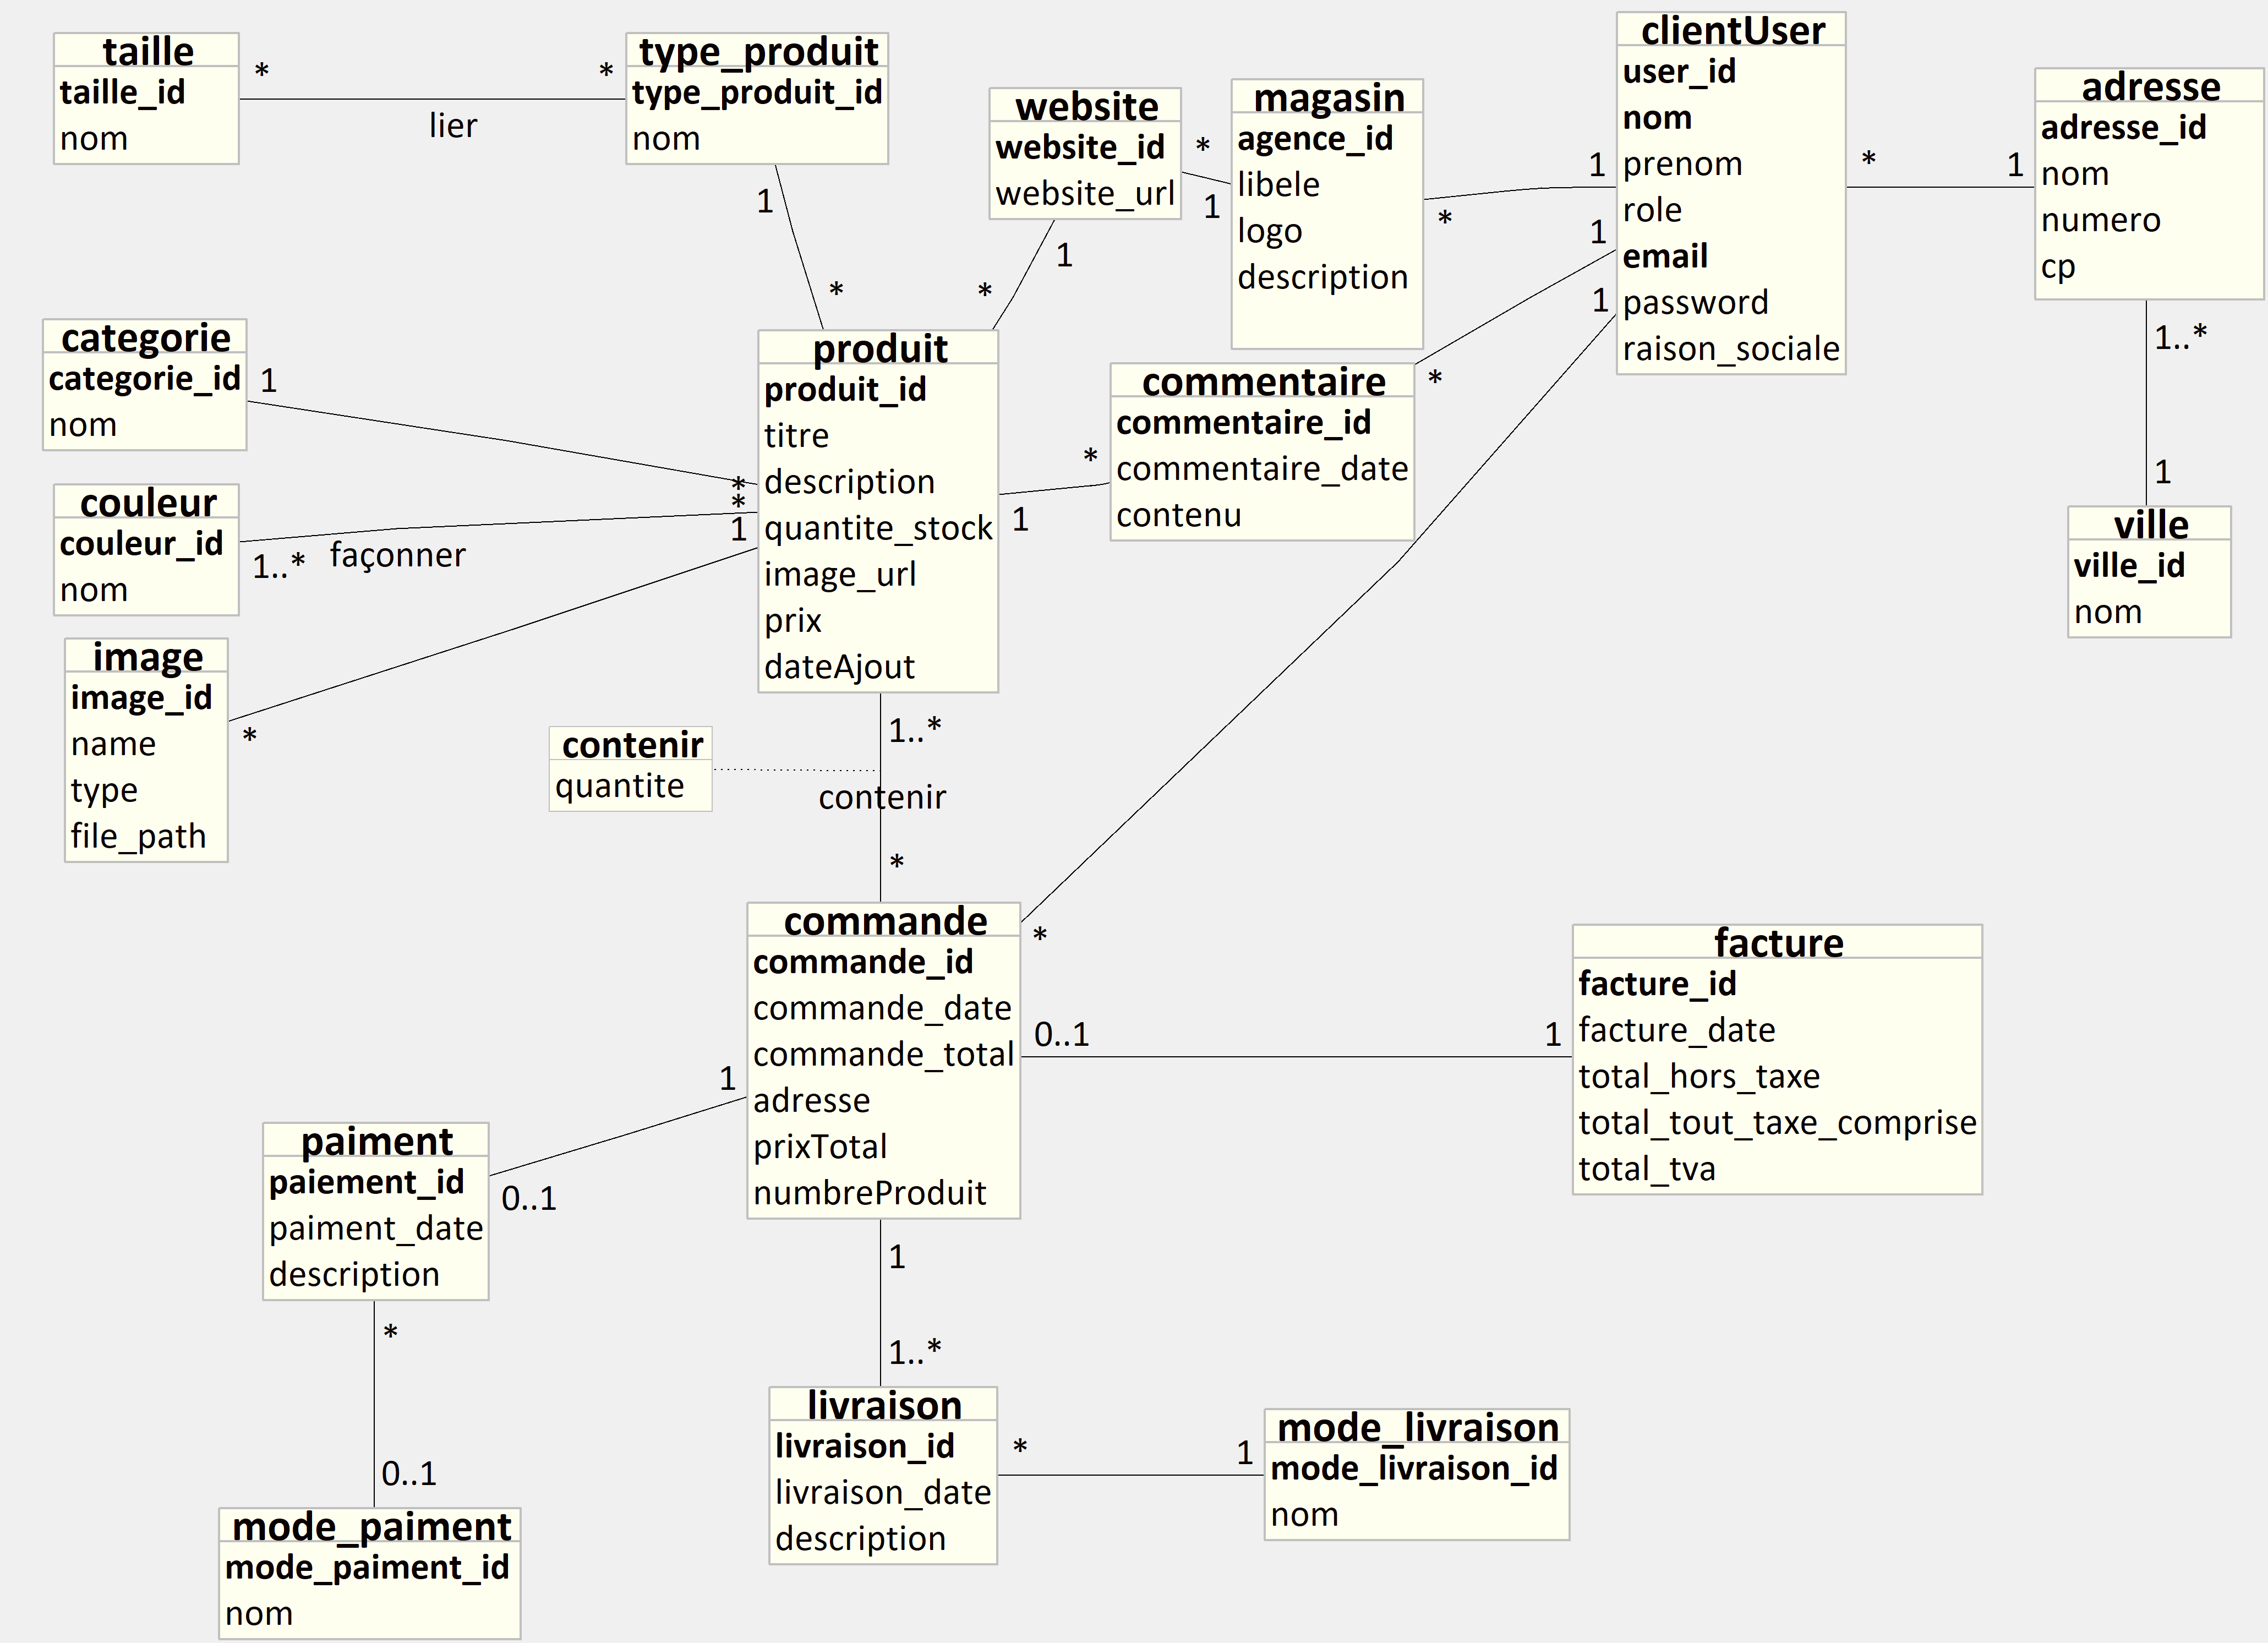 taille
taille_id
nom
*
*
lier
type_produit
type_produit_id
nom
1
*
website
website_id
website_url
*
1
1
*
magasin
agence_id
libele
logo
description
*
1
clientUser
user_id
nom
prenom
role
email
password
raison_sociale
1
1
*
1
adresse
adresse_id
nom
numero
cp
1..*
1
ville
ville_id
nom
categorie
categorie_id
nom
1
*
couleur
couleur_id
nom
1..*
façonner
*
1
image
image_id
name
type
file_path
*
produit
produit_id
titre
description
quantite_stock
image_url
prix
dateAjout
1
*
commentaire
commentaire_id
commentaire_date
contenu
*
1..*
contenir
quantite
contenir
*
commande
commande_id
commande_date
commande_total
adresse
prixTotal
numbreProduit
*
0..1
1
facture
facture_id
facture_date
total_hors_taxe
total_tout_taxe_comprise
total_tva
1
0..1
paiment
paiement_id
paiment_date
description
*
0..1
mode_paiment
mode_paiment_id
nom
1
1..*
livraison
livraison_id
livraison_date
description
*
1
mode_livraison
mode_livraison_id
nom